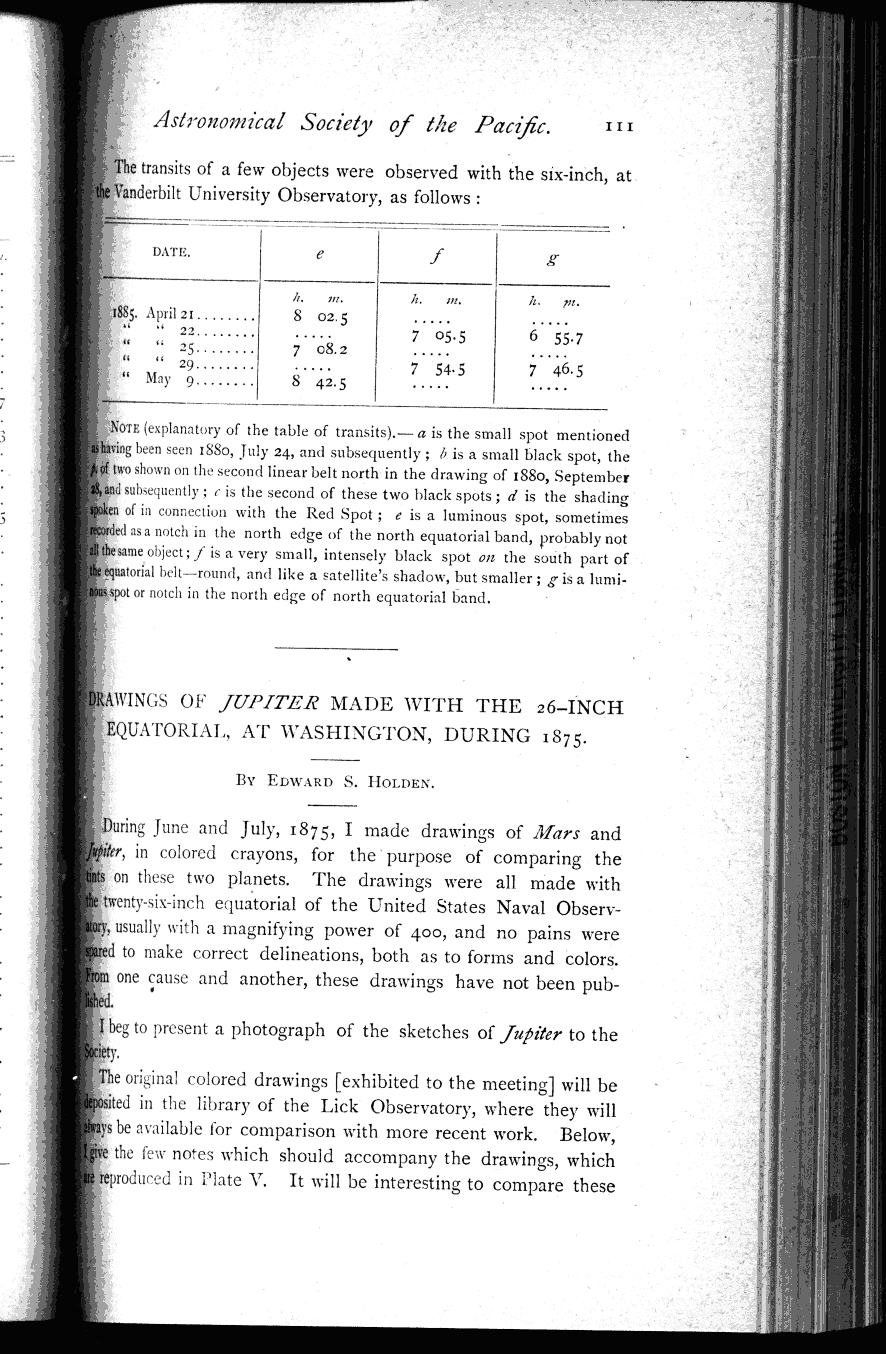 Astronomical Society of the Pacific. 111
The transits of a few objects were observed with the six-inch, at
the Vanderbilt University Observatory, as follows :
DATE. e f g
h. m. h. m. h. m.
1885. April 21........ 8 02.5 ..... .....
" " 22........ ..... 7 05.5 6 55.7
" " 25........ 7 08.2 ..... .....
" " 29........ ..... 7 54.5 7 46.5
" May 9........ 8 42.5 ..... .....
NOTE (explanatory of the table of transits).— a is the small spot mentioned
as having been seen 1880, July 24, and subsequently ; b is a small black spot, the
p. of two shown on the second linear belt north in the drawing of 1880, September
28, and subsequently ; c is the second of these two black spots ; d is the shading
spoken of in connection with the Red Spot ; e is a luminous spot, sometimes
recorded as a notch in the north edge of the north equatorial band, probably not
all the same object ; f is a very small, intensely black spot on the south part of
the equatorial belt—round, and like a satellite's shadow, but smaller ; g is a lumi-
nous spot or notch in the north edge of north equatorial band.
DRAWINGS OF JUPITER MADE WITH THE 26-INCH
EQUATORIAL, AT WASHINGTON, DURING 1875.
BY EDWARD S. HOLDEN.
During June and July, 1875, I made drawings of Mars and
Jupiter, in colored crayons, for the purpose of comparing the
tints on these two planets. The drawings were all made with
the twenty-six-inch equatorial of the United States Naval Observ-
atory, usually with a magnifying power of 400, and no pains were
spared to make correct delineations, both as to forms and colors.
From one cause and another, these drawings have not been pub-
lished.
I beg to present a photograph of the sketches of Jupiter to the
Society.
The original colored drawings [exhibited to the meeting] will be
deposited in the library of the Lick Observatory, where they will
always be available for comparison with more recent work. Below,
I give the few notes which should accompany the drawings, which
are reproduced in Plate V. It will be interesting to compare these